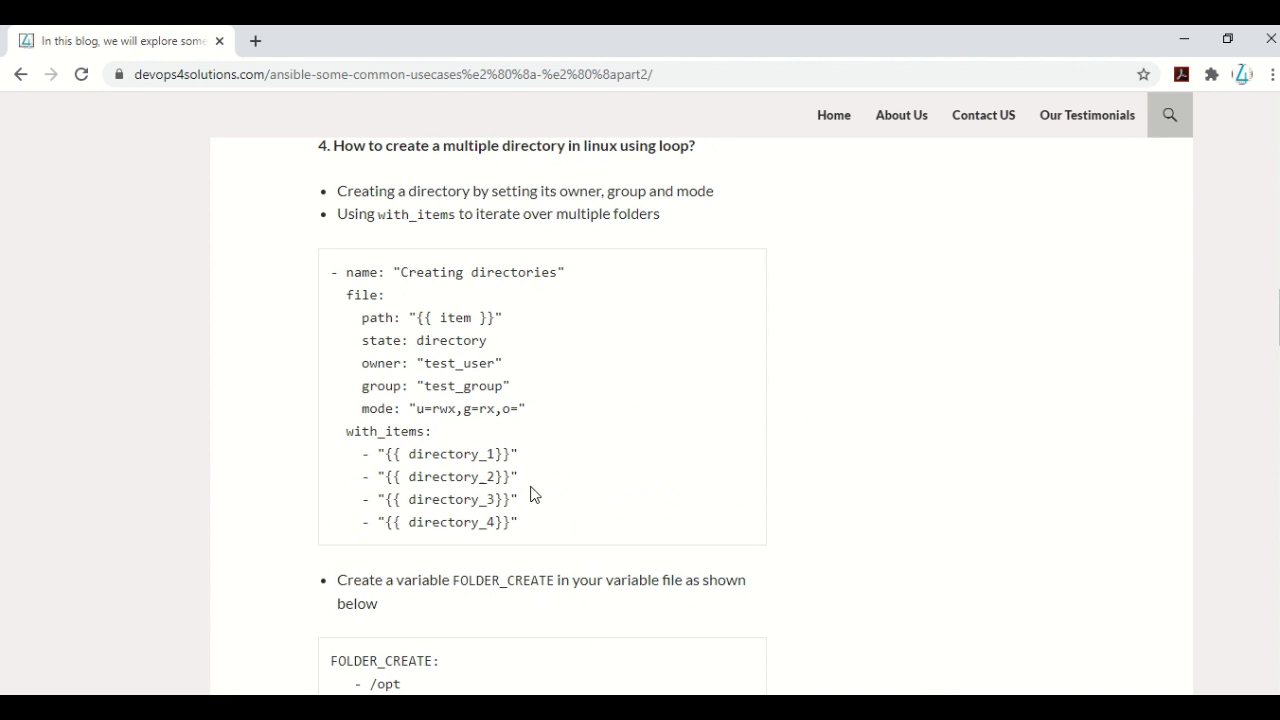 In this blog, we will explore some
devops4solutions.com/ansible-some-common-usecases%e2%80%8a-%e2%80%8apart2/
Home About Us Contact US Our Testimonials
4. How to create a multiple directory in linux using loop?
• Creating a directory by setting its owner, group and mode
• Using with_items to iterate over multiple folders
- name: "Creating directories"
file:
path: "{{ item }}"
state: directory
owner: "test_user"
group: "test_group"
mode: "u=rwx,g=rx,o="
with_items:
- "{{ directory_1}}"
- "{{ directory_2}}"
- "{{ directory_3}}"
- "{{ directory_4}}"
• Create a variable FOLDER_CREATE in your variable file as shown
below
FOLDER_CREATE:
- /opt